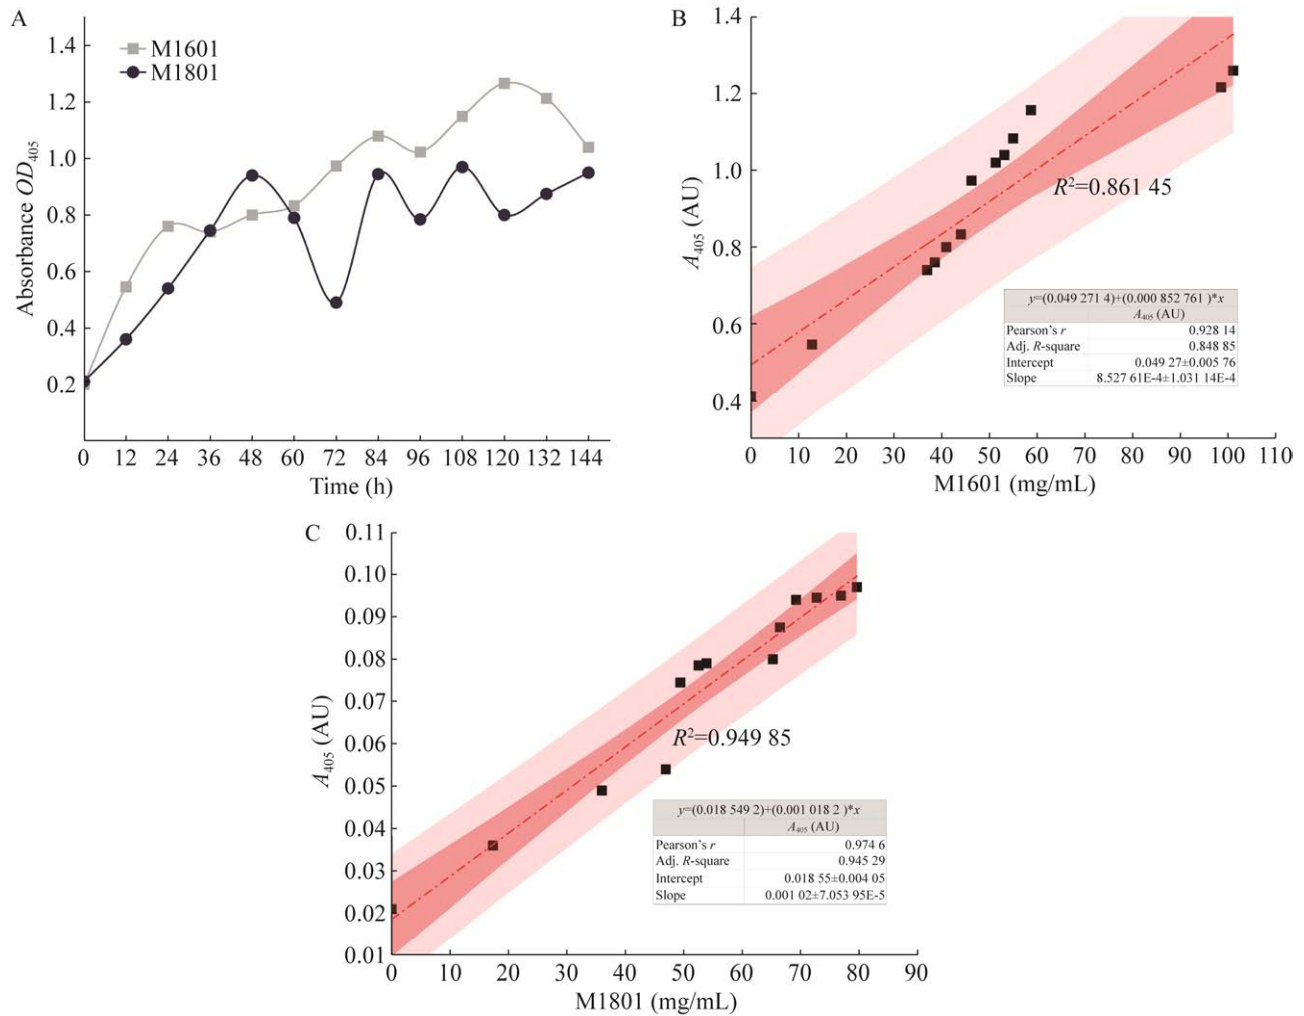 A
M1601
M1801
1.4
1.2
1.0
0.8
0.6
0.4
0.2
Absorbance OD405
0 12 24 36 48 60 72 84 96 108 120 132 144
Time (h)
B
1.4
1.2
1.0
0.8
0.6
0.4
A405 (AU)
R²=0.861 45
y=(0.049 271 4)+(0.000 852 761 )*x
A405 (AU)
Pearson's r 0.928 14
Adj. R-square 0.848 85
Intercept 0.049 27±0.005 76
Slope 8.527 61E-4±1.031 14E-4
0 10 20 30 40 50 60 70 80 90 100 110
M1601 (mg/mL)
C
0.11
0.10
0.09
0.08
0.07
0.06
0.05
0.04
0.03
0.02
0.01
A405 (AU)
R²=0.949 85
y=(0.018 549 2)+(0.001 018 2 )*x
A405 (AU)
Pearson's r 0.974 6
Adj. R-square 0.945 29
Intercept 0.018 55±0.004 05
Slope 0.001 02±7.053 95E-5
0 10 20 30 40 50 60 70 80 90
M1801 (mg/mL)